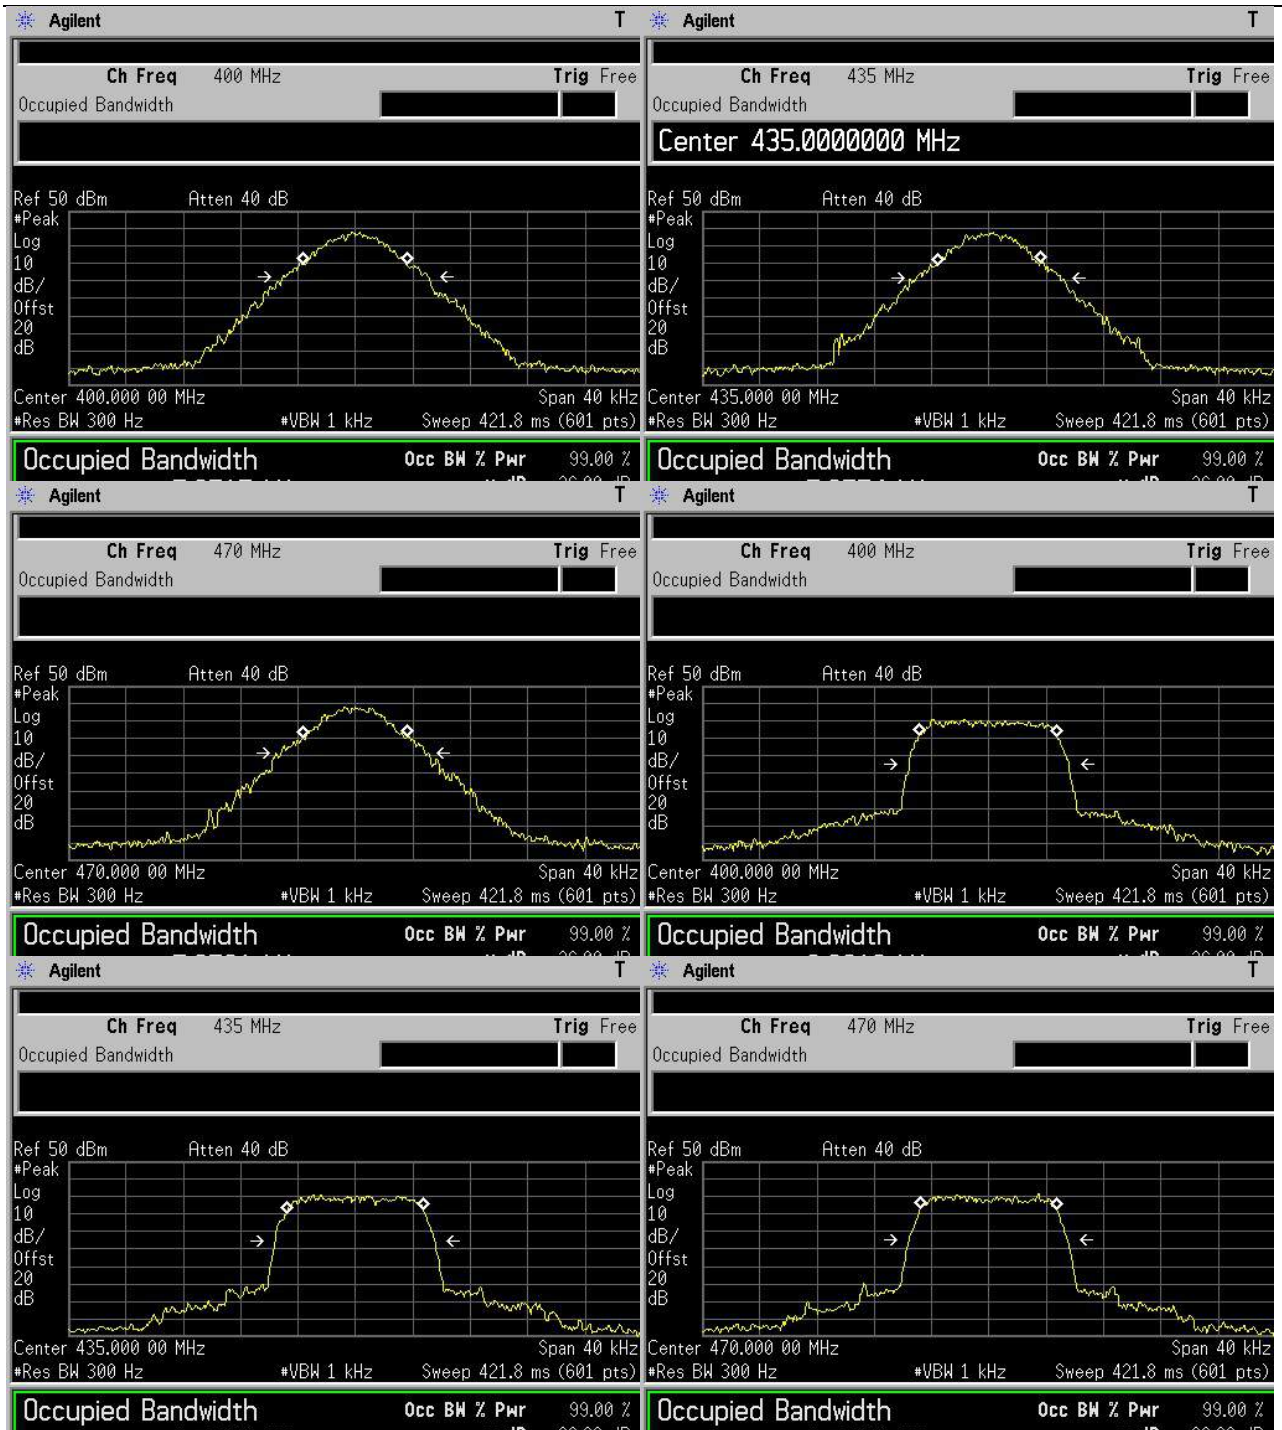 Agilent T
Ch Freq 400 MHz Trig Free
Occupied Bandwidth
Ref 50 dBm Atten 40 dB
#Peak
Log
10
dB/
Offst
20
dB
Center 400.000 00 MHz Span 40 kHz
#Res BW 300 Hz #VBW 1 kHz Sweep 421.8 ms (601 pts)
Occupied Bandwidth Occ BW % Pwr 99.00 %
Agilent T
Ch Freq 435 MHz Trig Free
Occupied Bandwidth
Center 435.0000000 MHz
Ref 50 dBm Atten 40 dB
#Peak
Log
10
dB/
Offst
20
dB
Center 435.000 00 MHz Span 40 kHz
#Res BW 300 Hz #VBW 1 kHz Sweep 421.8 ms (601 pts)
Occupied Bandwidth Occ BW % Pwr 99.00 %
Agilent T
Ch Freq 470 MHz Trig Free
Occupied Bandwidth
Ref 50 dBm Atten 40 dB
#Peak
Log
10
dB/
Offst
20
dB
Center 470.000 00 MHz Span 40 kHz
#Res BW 300 Hz #VBW 1 kHz Sweep 421.8 ms (601 pts)
Occupied Bandwidth Occ BW % Pwr 99.00 %
Agilent T
Ch Freq 400 MHz Trig Free
Occupied Bandwidth
Ref 50 dBm Atten 40 dB
#Peak
Log
10
dB/
Offst
20
dB
Center 400.000 00 MHz Span 40 kHz
#Res BW 300 Hz #VBW 1 kHz Sweep 421.8 ms (601 pts)
Occupied Bandwidth Occ BW % Pwr 99.00 %
Agilent T
Ch Freq 435 MHz Trig Free
Occupied Bandwidth
Ref 50 dBm Atten 40 dB
#Peak
Log
10
dB/
Offst
20
dB
Center 435.000 00 MHz Span 40 kHz
#Res BW 300 Hz #VBW 1 kHz Sweep 421.8 ms (601 pts)
Occupied Bandwidth Occ BW % Pwr 99.00 %
Agilent T
Ch Freq 470 MHz Trig Free
Occupied Bandwidth
Ref 50 dBm Atten 40 dB
#Peak
Log
10
dB/
Offst
20
dB
Center 470.000 00 MHz Span 40 kHz
#Res BW 300 Hz #VBW 1 kHz Sweep 421.8 ms (601 pts)
Occupied Bandwidth Occ BW % Pwr 99.00 %